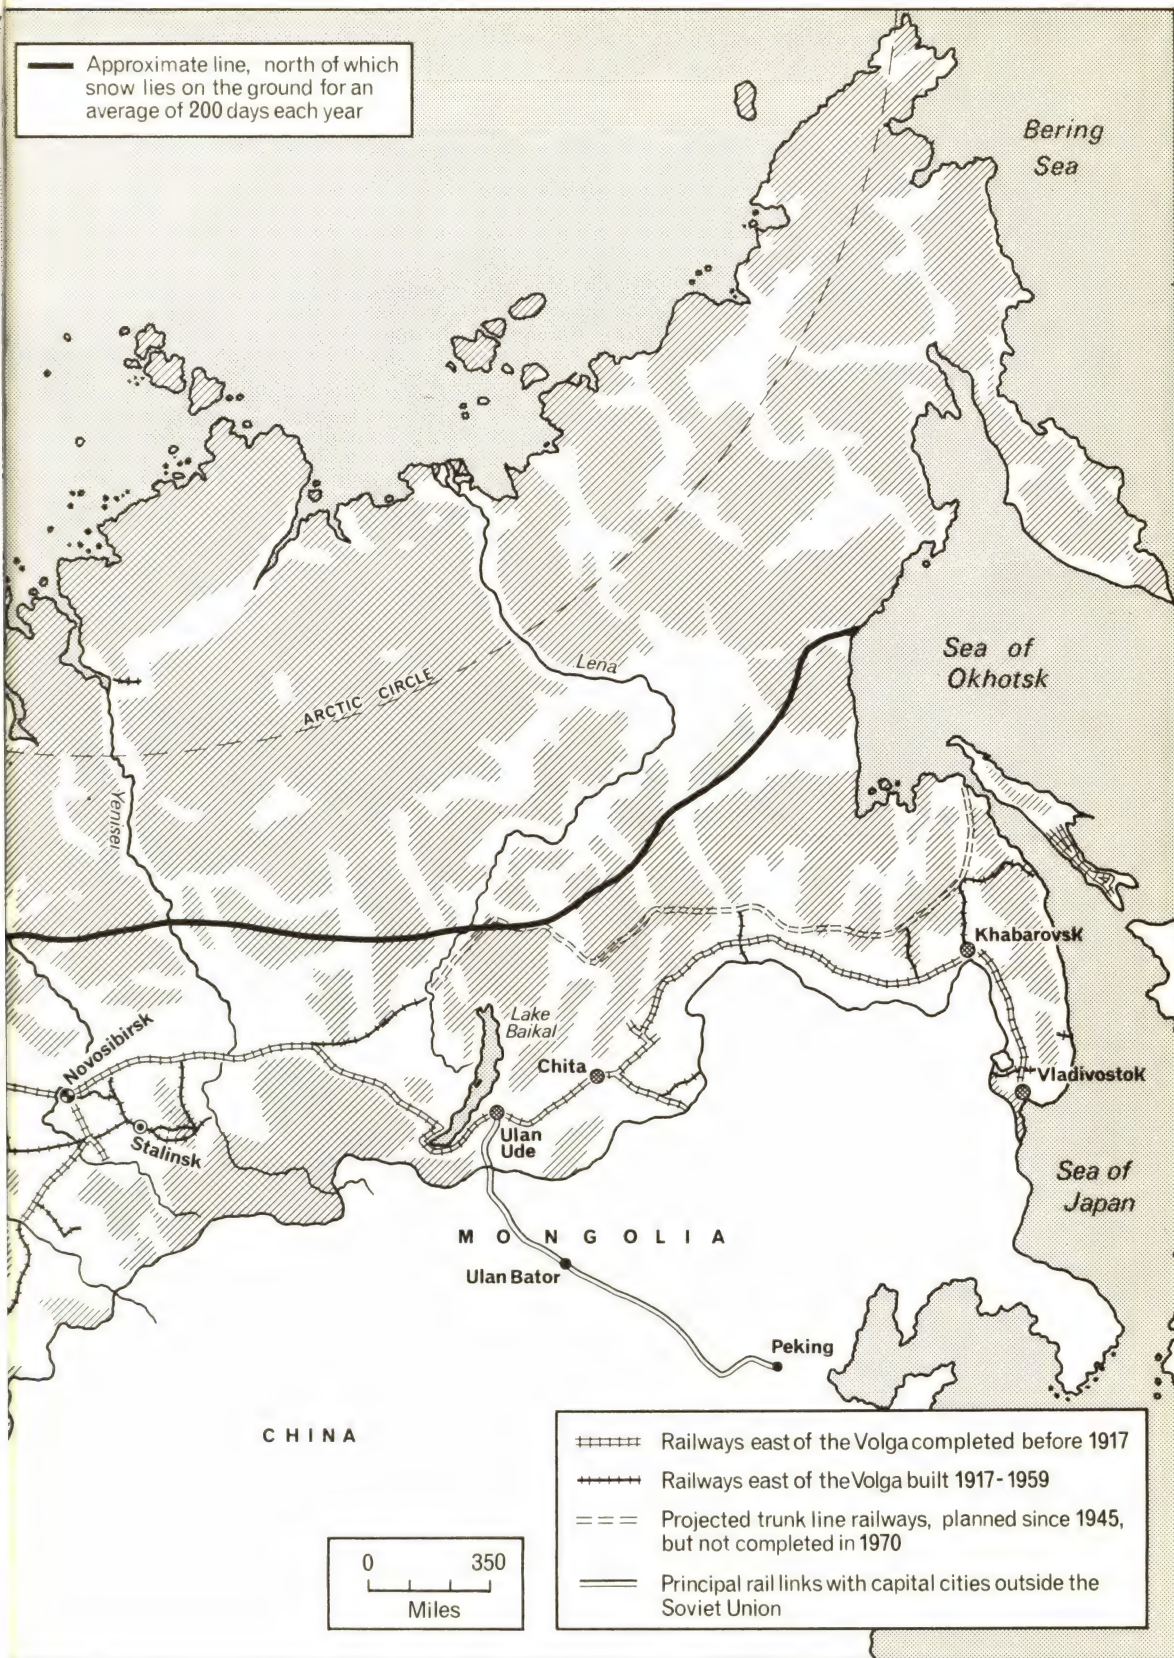 Approximate line, north of which
snow lies on the ground for an
average of 200 days each year
Bering
Sea
Lena
ARCTIC CIRCLE
Sea of
Okhotsk
Yenisei
Khabarovsk
Novosibirsk
Lake
Baikal
Chita
Vladivostok
Stalinsk
Ulan
Ude
Sea of
Japan
MONGOLIA
Ulan Bator
Peking
CHINA
Railways east of the Volga completed before 1917
Railways east of the Volga built 1917-1959
Projected trunk line railways, planned since 1945,
but not completed in 1970
Principal rail links with capital cities outside the
Soviet Union
0 350
Miles